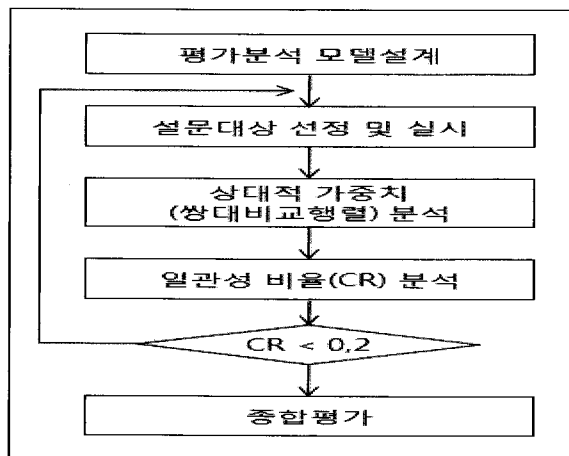 평가분석 모델설계
설문대상 선정 및 실시
상대적 가중치
(쌍대비교행렬) 분석
일관성 비율(CR) 분석
CR < 0,2
종합평가